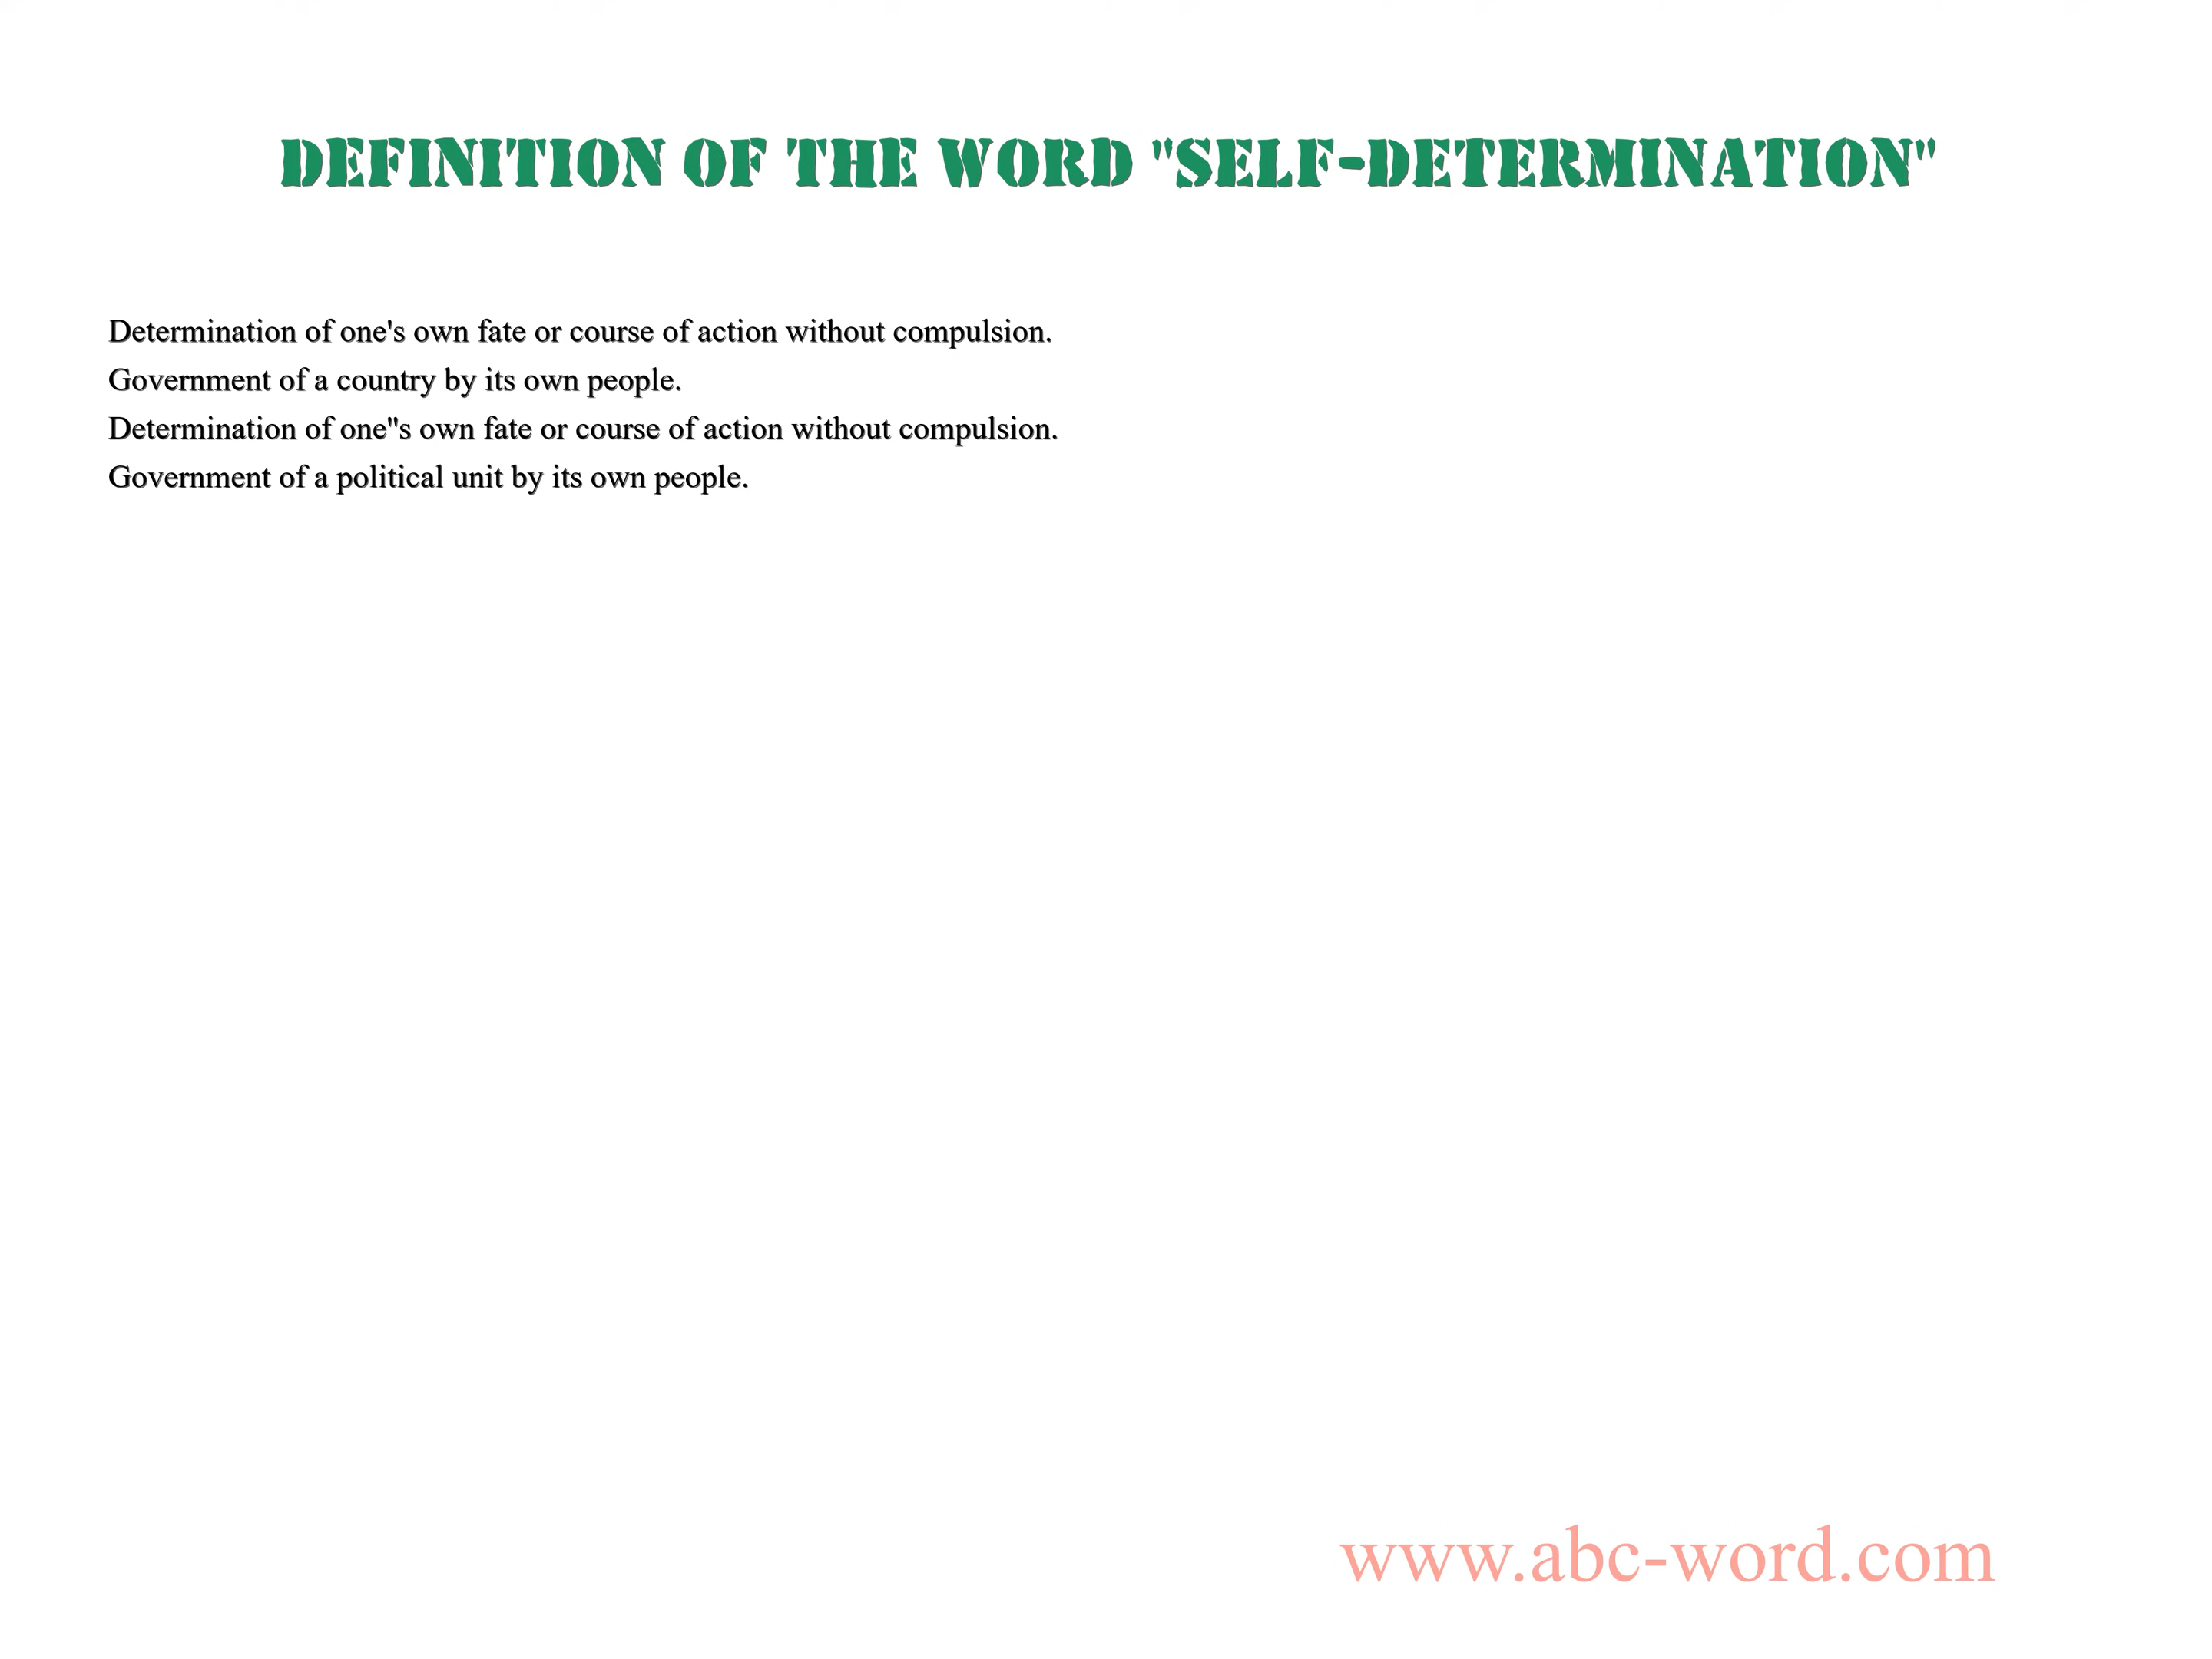 DEFINITION OF THE WORD "SELF-DETERMINATION"
Determination of one's own fate or course of action without compulsion.
Government of a country by its own people.
Determination of one"s own fate or course of action without compulsion.
Government of a political unit by its own people.
www.abc-word.com